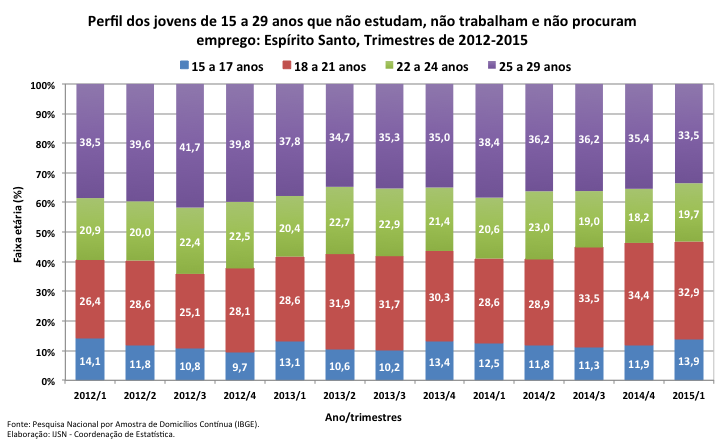 Perfil dos jovens de 15 a 29 anos que não estudam, não trabalham e não procuram
emprego: Espírito Santo, Trimestres de 2012-2015
15 a 17 anos 18 a 21 anos 22 a 24 anos 25 a 29 anos
Faixa etária (%)
100%
90%
80%
70%
60%
50%
40%
30%
20%
10%
0%
38,5 39,6 41,7 39,8 37,8 34,7 35,3 35,0 38,4 36,2 36,2 35,4 33,5
20,9 20,0 22,4 22,5 20,4 22,7 22,9 21,4 20,6 23,0 19,0 18,2 19,7
26,4 28,6 25,1 28,1 28,6 31,9 31,7 30,3 28,6 28,9 33,5 34,4 32,9
14,1 11,8 10,8 9,7 13,1 10,6 10,2 13,4 12,5 11,8 11,3 11,9 13,9
2012/1 2012/2 2012/3 2012/4 2013/1 2013/2 2013/3 2013/4 2014/1 2014/2 2014/3 2014/4 2015/1
Ano/trimestres
Fonte: Pesquisa Nacional por Amostra de Domicílios Contínua (IBGE).
Elaboração: IJSN - Coordenação de Estatística.